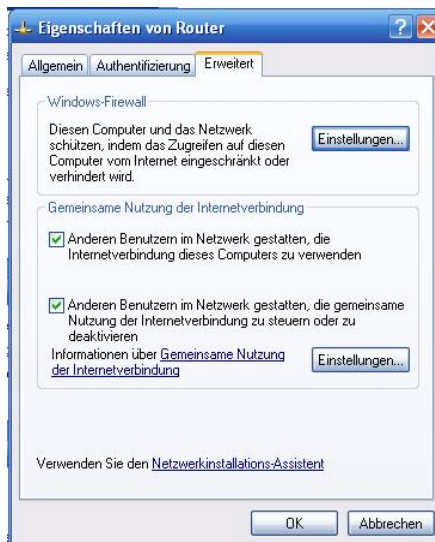 Eigenschaften von Router
Allgemein Authentifizierung Erweitert
Windows-Firewall
Diesen Computer und das Netzwerk
schützen, indem das Zugreifen auf diesen
Computer vom Internet eingeschränkt oder
verhindert wird.
Einstellungen...
Gemeinsame Nutzung der Internetverbindung
Anderen Benutzern im Netzwerk gestatten, die
Internetverbindung dieses Computers zu verwenden
Anderen Benutzern im Netzwerk gestatten, die gemeinsame
Nutzung der Internetverbindung zu steuern oder zu
deaktivieren
Informationen über Gemeinsame Nutzung
der Internetverbindung
Einstellungen...
Verwenden Sie den Netzwerkinstallations-Assistent
OK Abbrechen